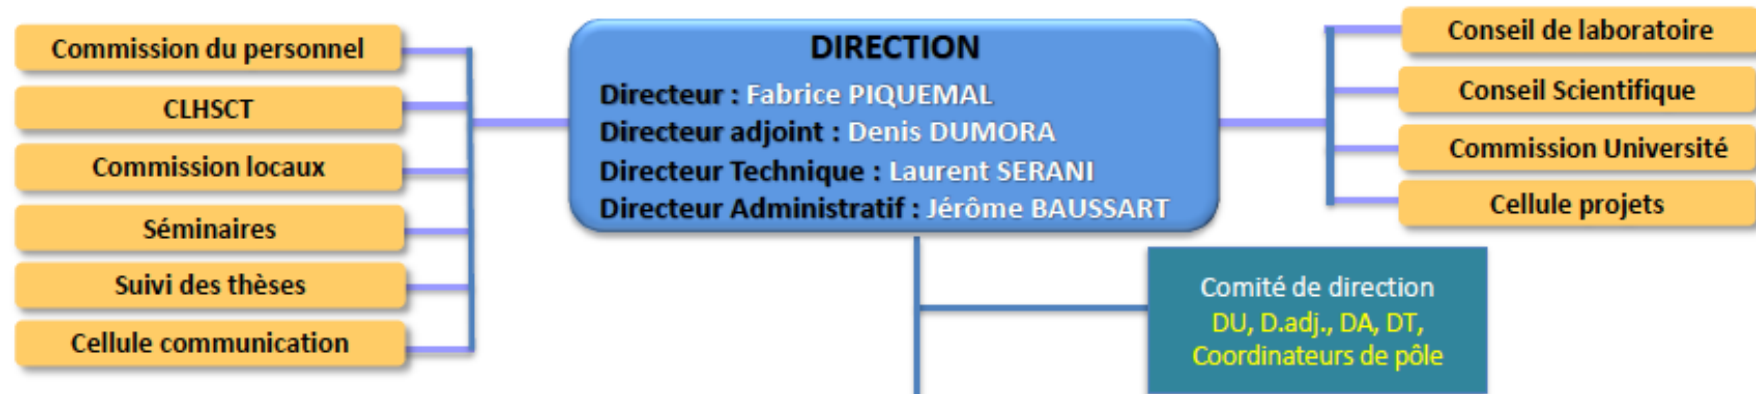 Commission du personnel
CLHSCT
Commission locaux
Séminaires
Suivi des thèses
Cellule communication
DIRECTION
Directeur : Fabrice PIQUEMAL
Directeur adjoint : Denis DUMORA
Directeur Technique : Laurent SERANI
Directeur Administratif : Jérôme BAUSSART
Conseil de laboratoire
Conseil Scientifique
Commission Université
Cellule projets
Comité de direction
DU, D.adj., DA, DT,
Coordinateurs de pôle